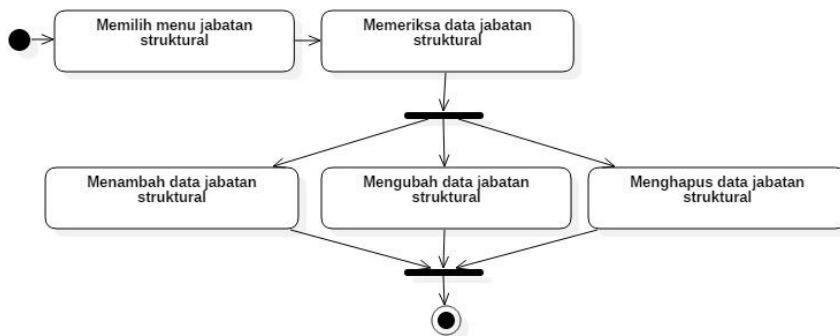 Memilih menu jabatan
struktural
Memeriksa data jabatan
struktural
Menambah data jabatan
struktural
Mengubah data jabatan
struktural
Menghapus data jabatan
struktural